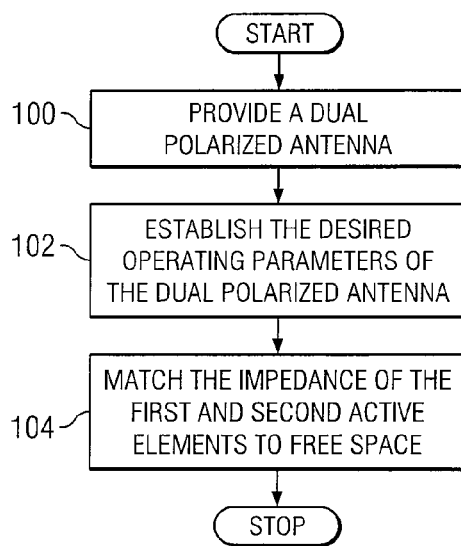 START
100
PROVIDE A DUAL
POLARIZED ANTENNA
102
ESTABLISH THE DESIRED
OPERATING PARAMETERS OF
THE DUAL POLARIZED ANTENNA
104
MATCH THE IMPEDANCE OF THE
FIRST AND SECOND ACTIVE
ELEMENTS TO FREE SPACE
STOP